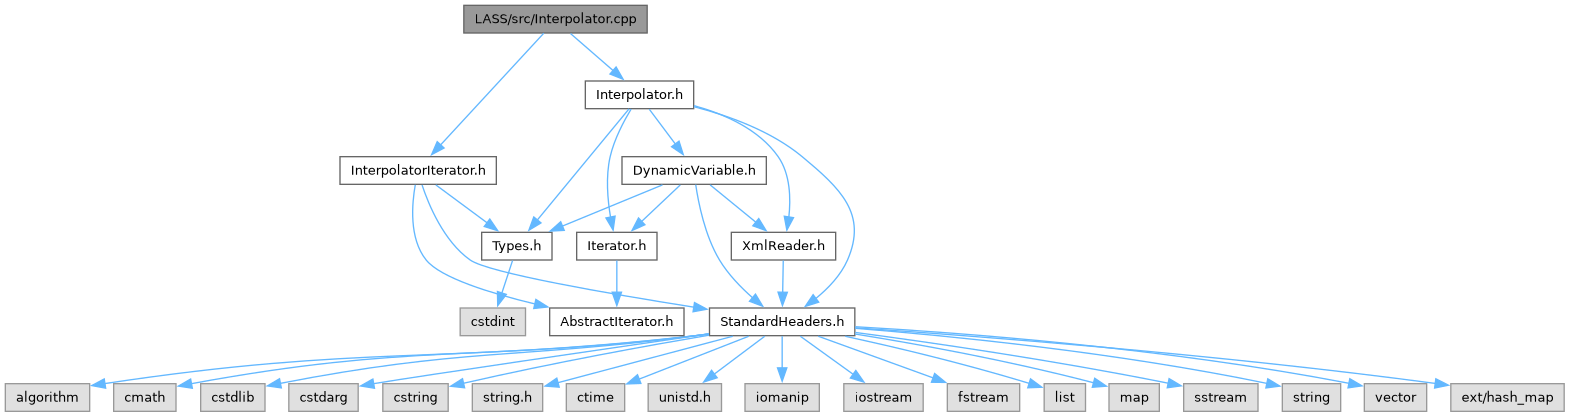 LASS/src/Interpolator.cpp
Interpolator.h
InterpolatorIterator.h
DynamicVariable.h
Types.h
Iterator.h
XmlReader.h
cstdint
AbstractIterator.h
StandardHeaders.h
algorithm
cmath
cstdlib
cstdarg
cstring
string.h
ctime
unistd.h
iomanip
iostream
fstream
list
map
sstream
string
vector
ext/hash_map